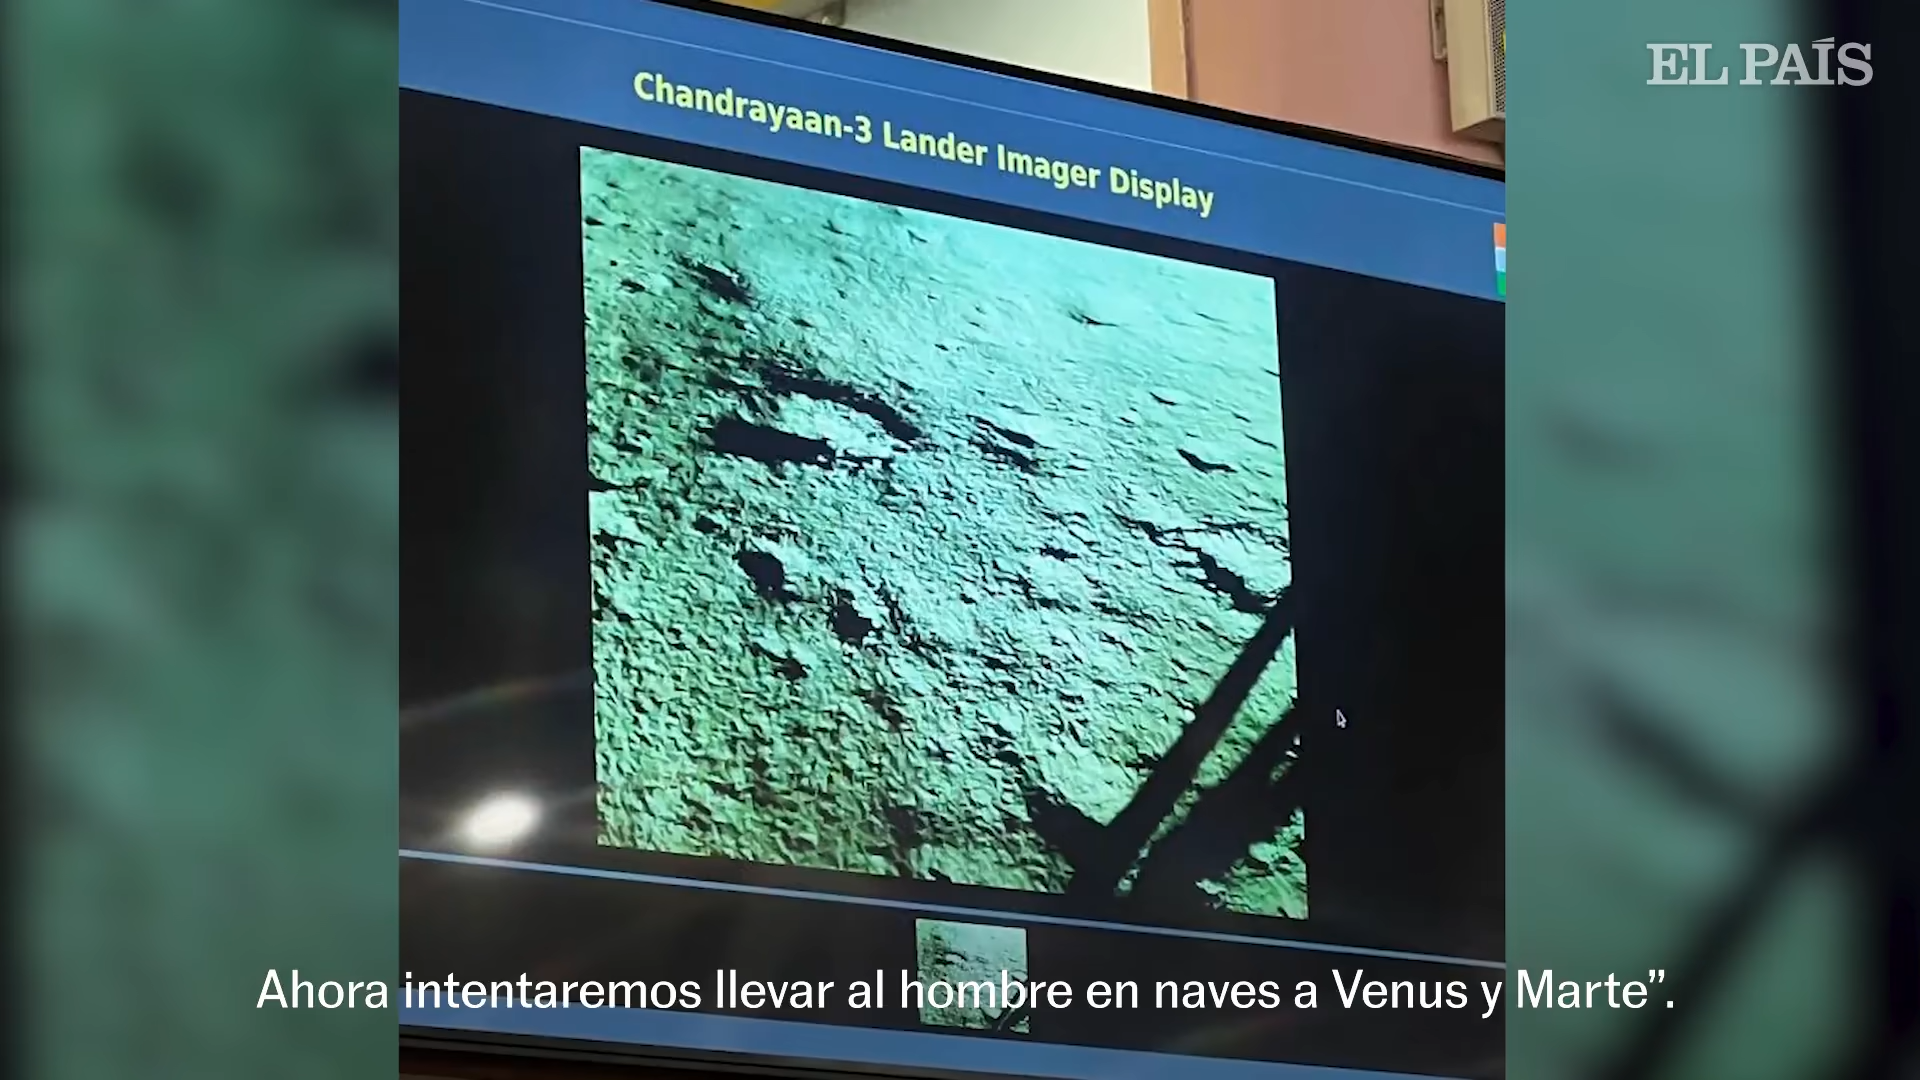 EL PAÍS
Chandrayaan-3 Lander Imager Display
Ahora intentaremos llevar al hombre en naves a Venus y Marte”.